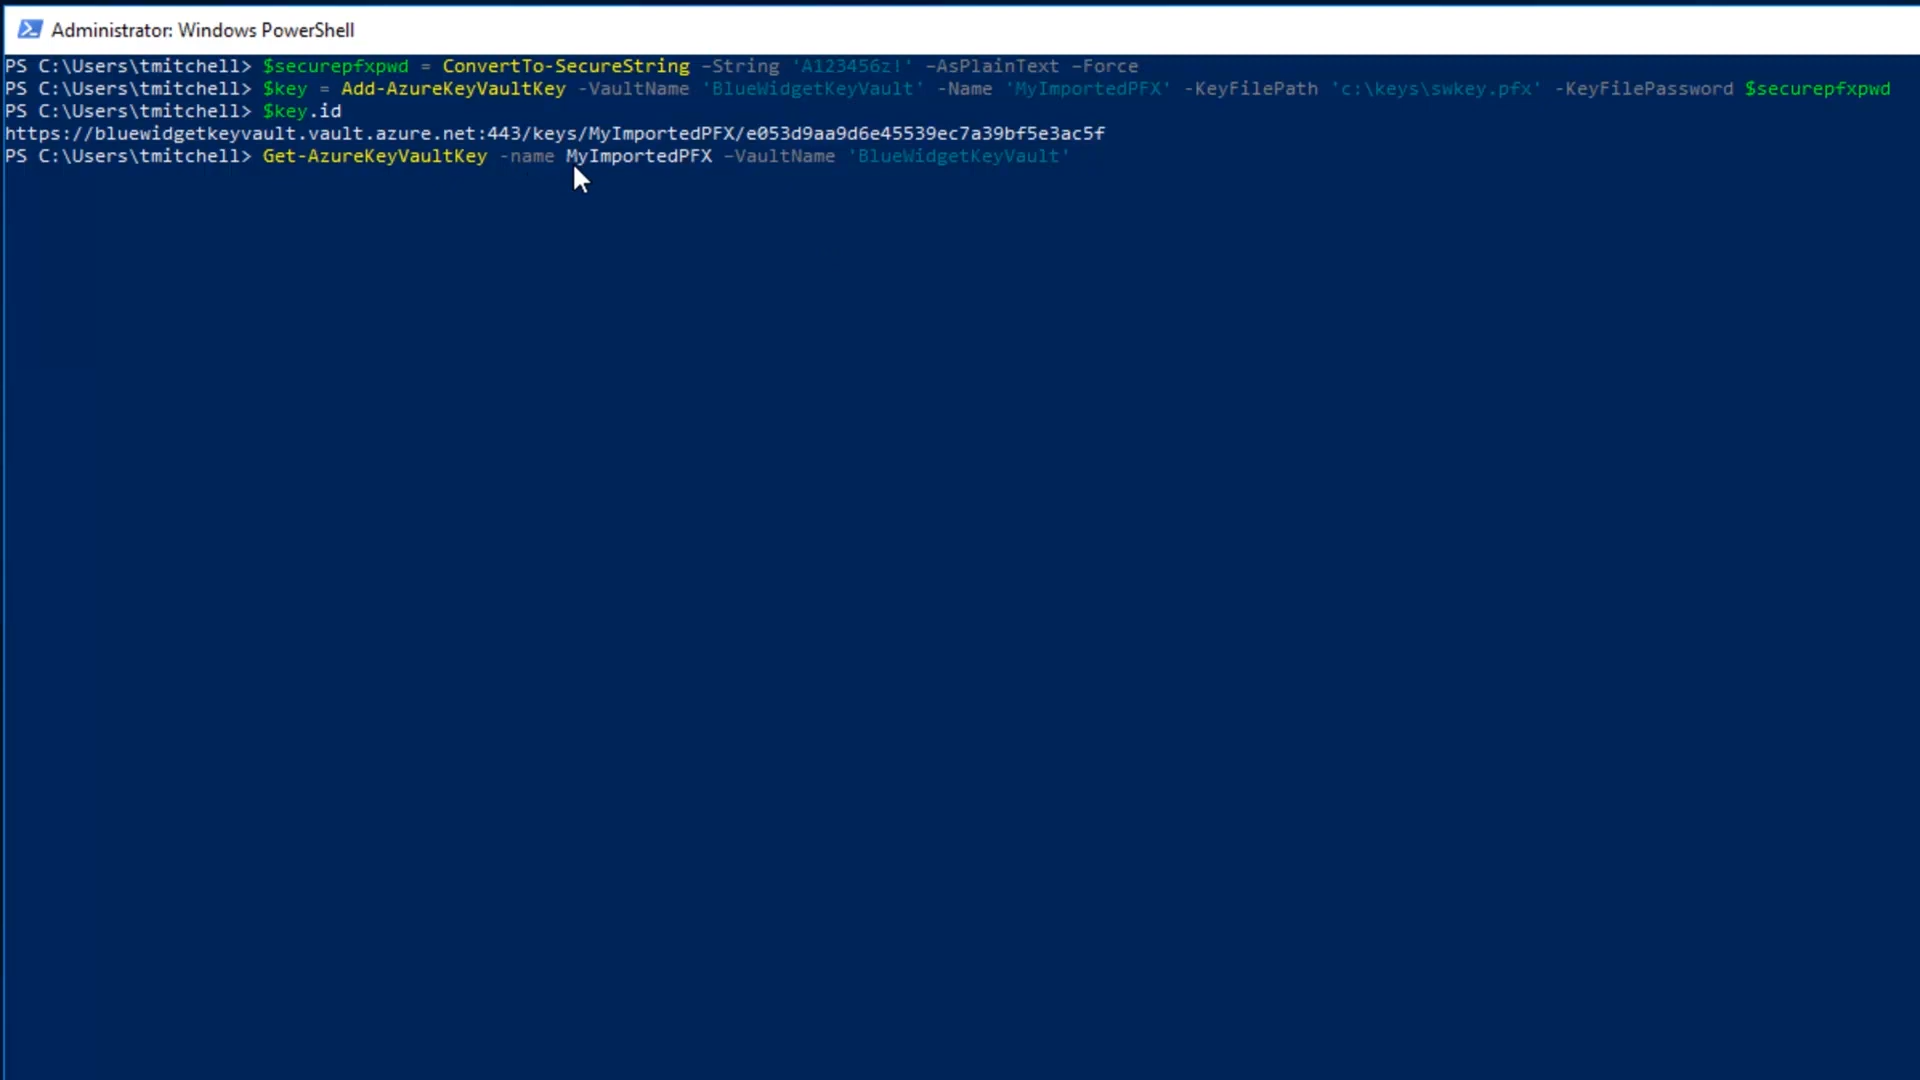 Administrator: Windows PowerShell
PS C:\Users\tmitchell> $securepfxpwd = ConvertTo-SecureString –String 'A123456z!' –AsPlainText –Force
PS C:\Users\tmitchell> $key = Add-AzureKeyVaultKey -VaultName 'BlueWidgetKeyVault' -Name 'MyImportedPFX' -KeyFilePath 'c:\keys\swkey.pfx' -KeyFilePassword $securepfxpwd
PS C:\Users\tmitchell> $key.id
https://bluewidgetkeyvault.vault.azure.net:443/keys/MyImportedPFX/e053d9aa9d6e45539ec7a39bf5e3ac5f
PS C:\Users\tmitchell> Get-AzureKeyVaultKey -name MyImportedPFX –VaultName 'BlueWidgetKeyVault'